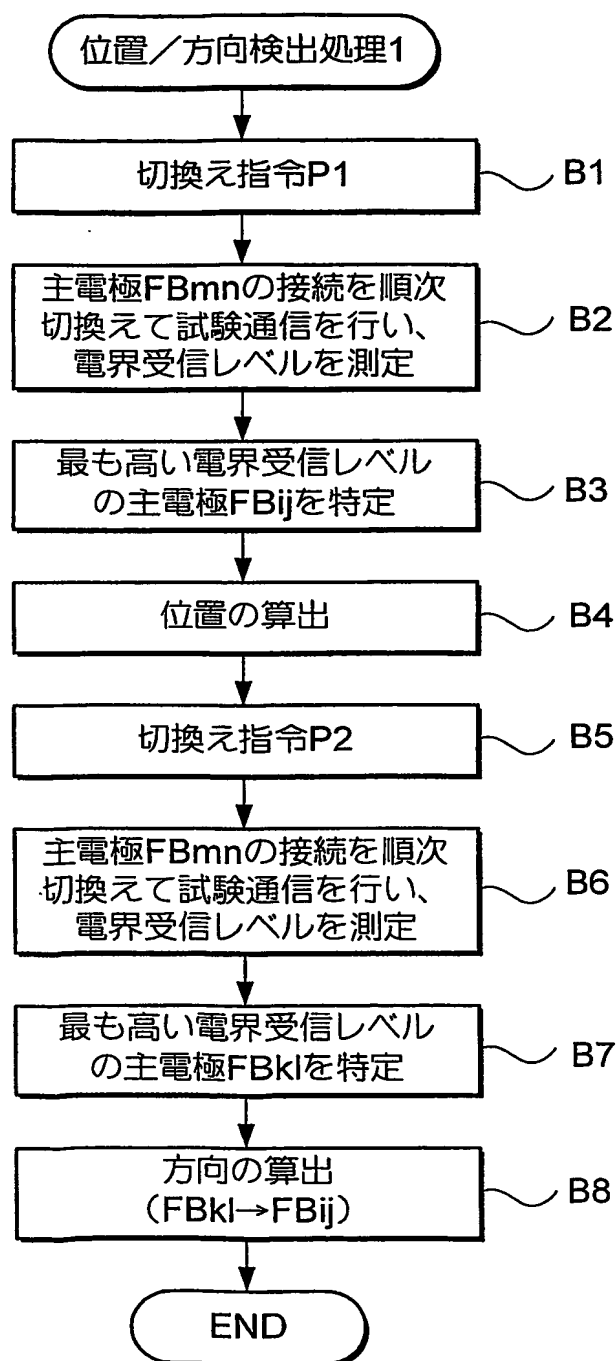 位置／方向検出処理1
切換え指令P1
B1
主電極FBmnの接続を順次
切換えて試験通信を行い、
電界受信レベルを測定
B2
最も高い電界受信レベル
の主電極FBijを特定
B3
位置の算出
B4
切換え指令P2
B5
主電極FBmnの接続を順次
切換えて試験通信を行い、
電界受信レベルを測定
B6
最も高い電界受信レベル
の主電極FBklを特定
B7
方向の算出
（FBkl→FBij）
B8
END